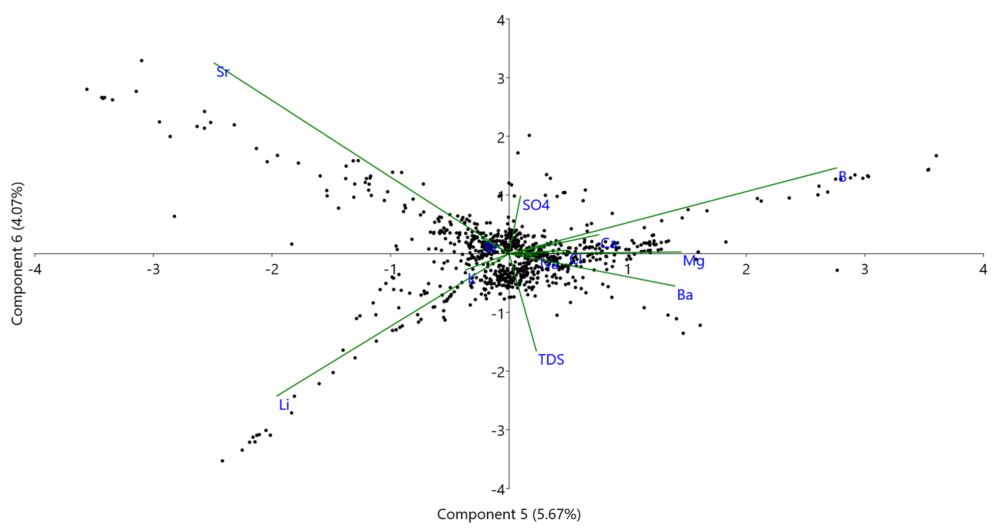 4
3
Sr
2
B
1
SO4
Ca
Br
Mg
Cl
Na
-4
-3
-2
-1
1
2
3
4
K
Ba
-1
TDS
-2
Li
-3
-4
Component 6 (4.07%)
Component 5 (5.67%)